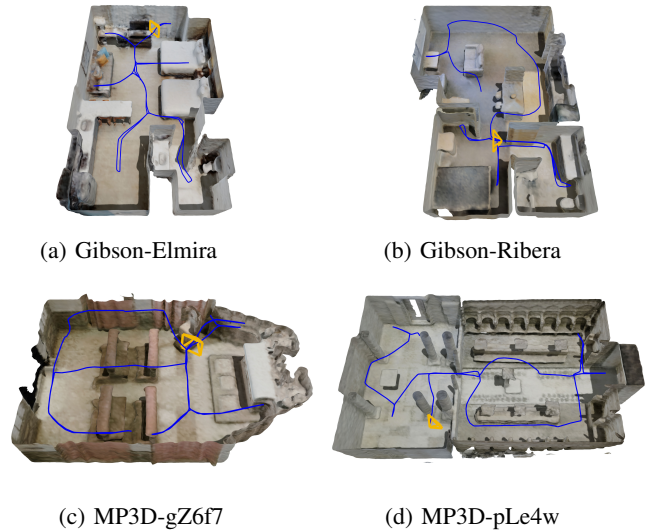 (a) Gibson-Elmira
(b) Gibson-Ribera
(c) MP3D-gZ6f7
(d) MP3D-pLe4w